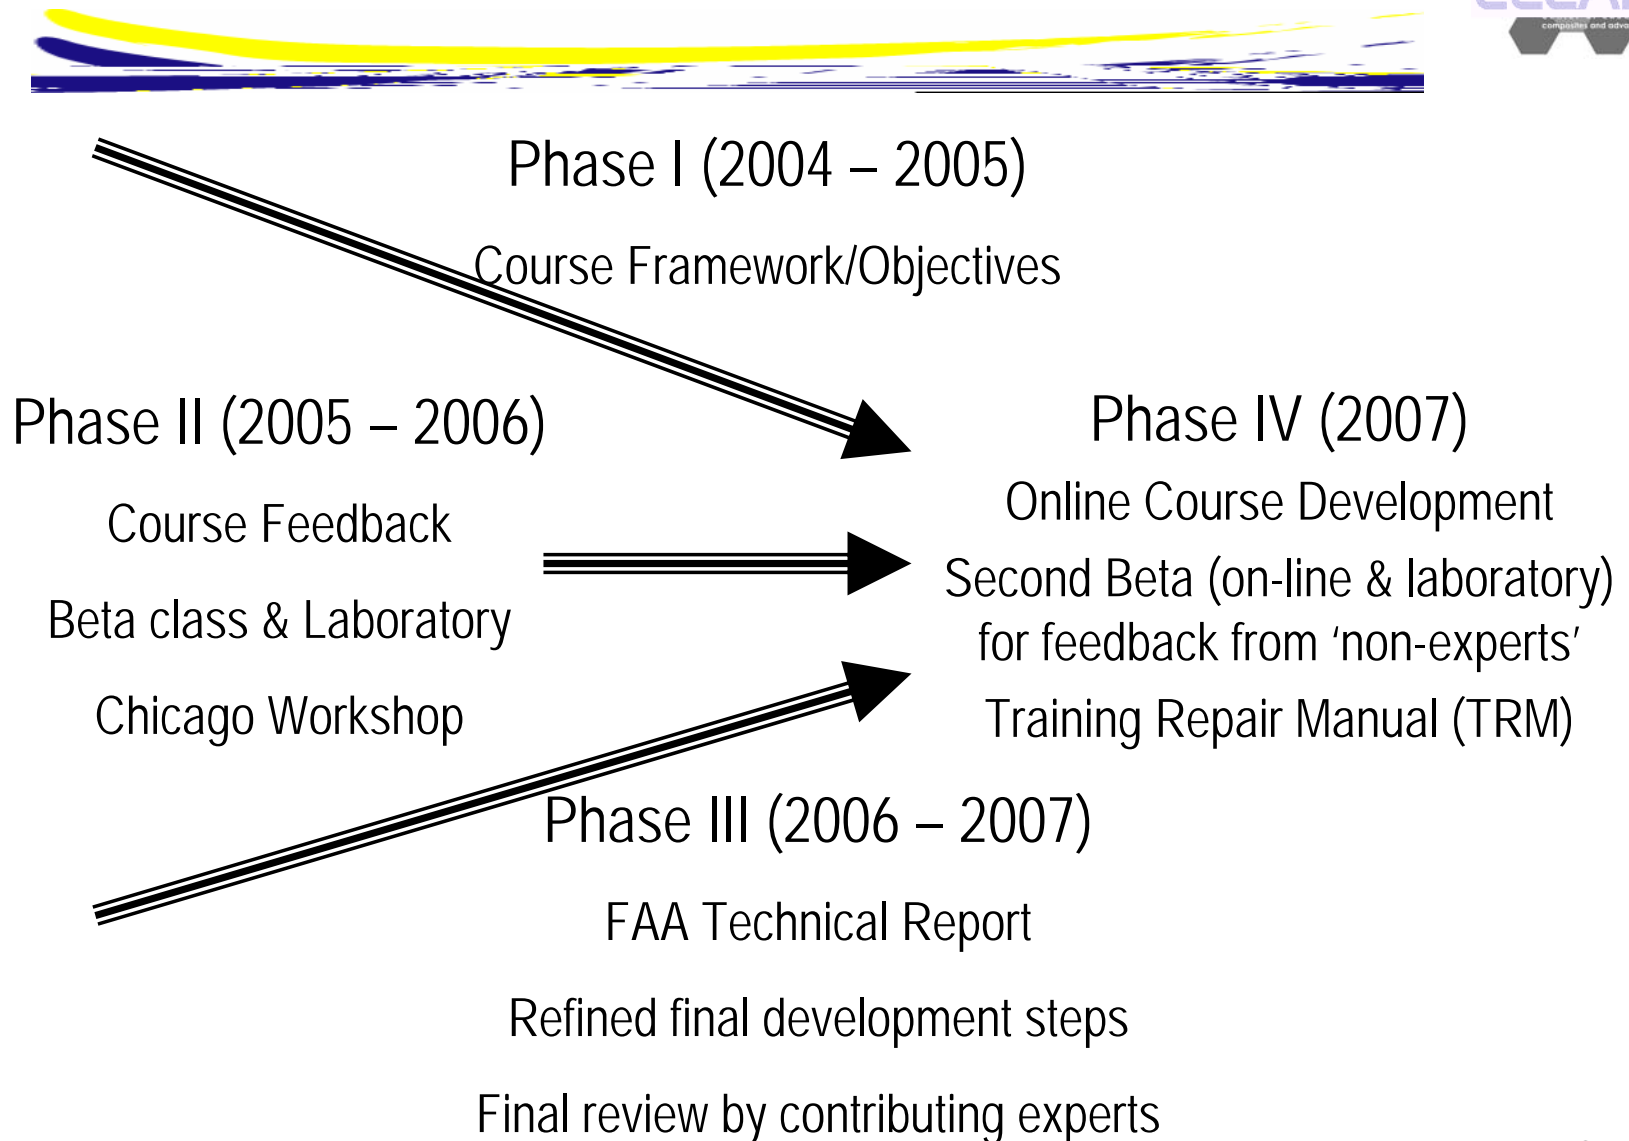 Phase I (2004 – 2005)
Course Framework/Objectives
Phase II (2005 – 2006)
Course Feedback
Beta class & Laboratory
Chicago Workshop
Phase IV (2007)
Online Course Development
Second Beta (on-line & laboratory)
for feedback from ‘non-experts’
Training Repair Manual (TRM)
Phase III (2006 – 2007)
FAA Technical Report
Refined final development steps
Final review by contributing experts
composites and